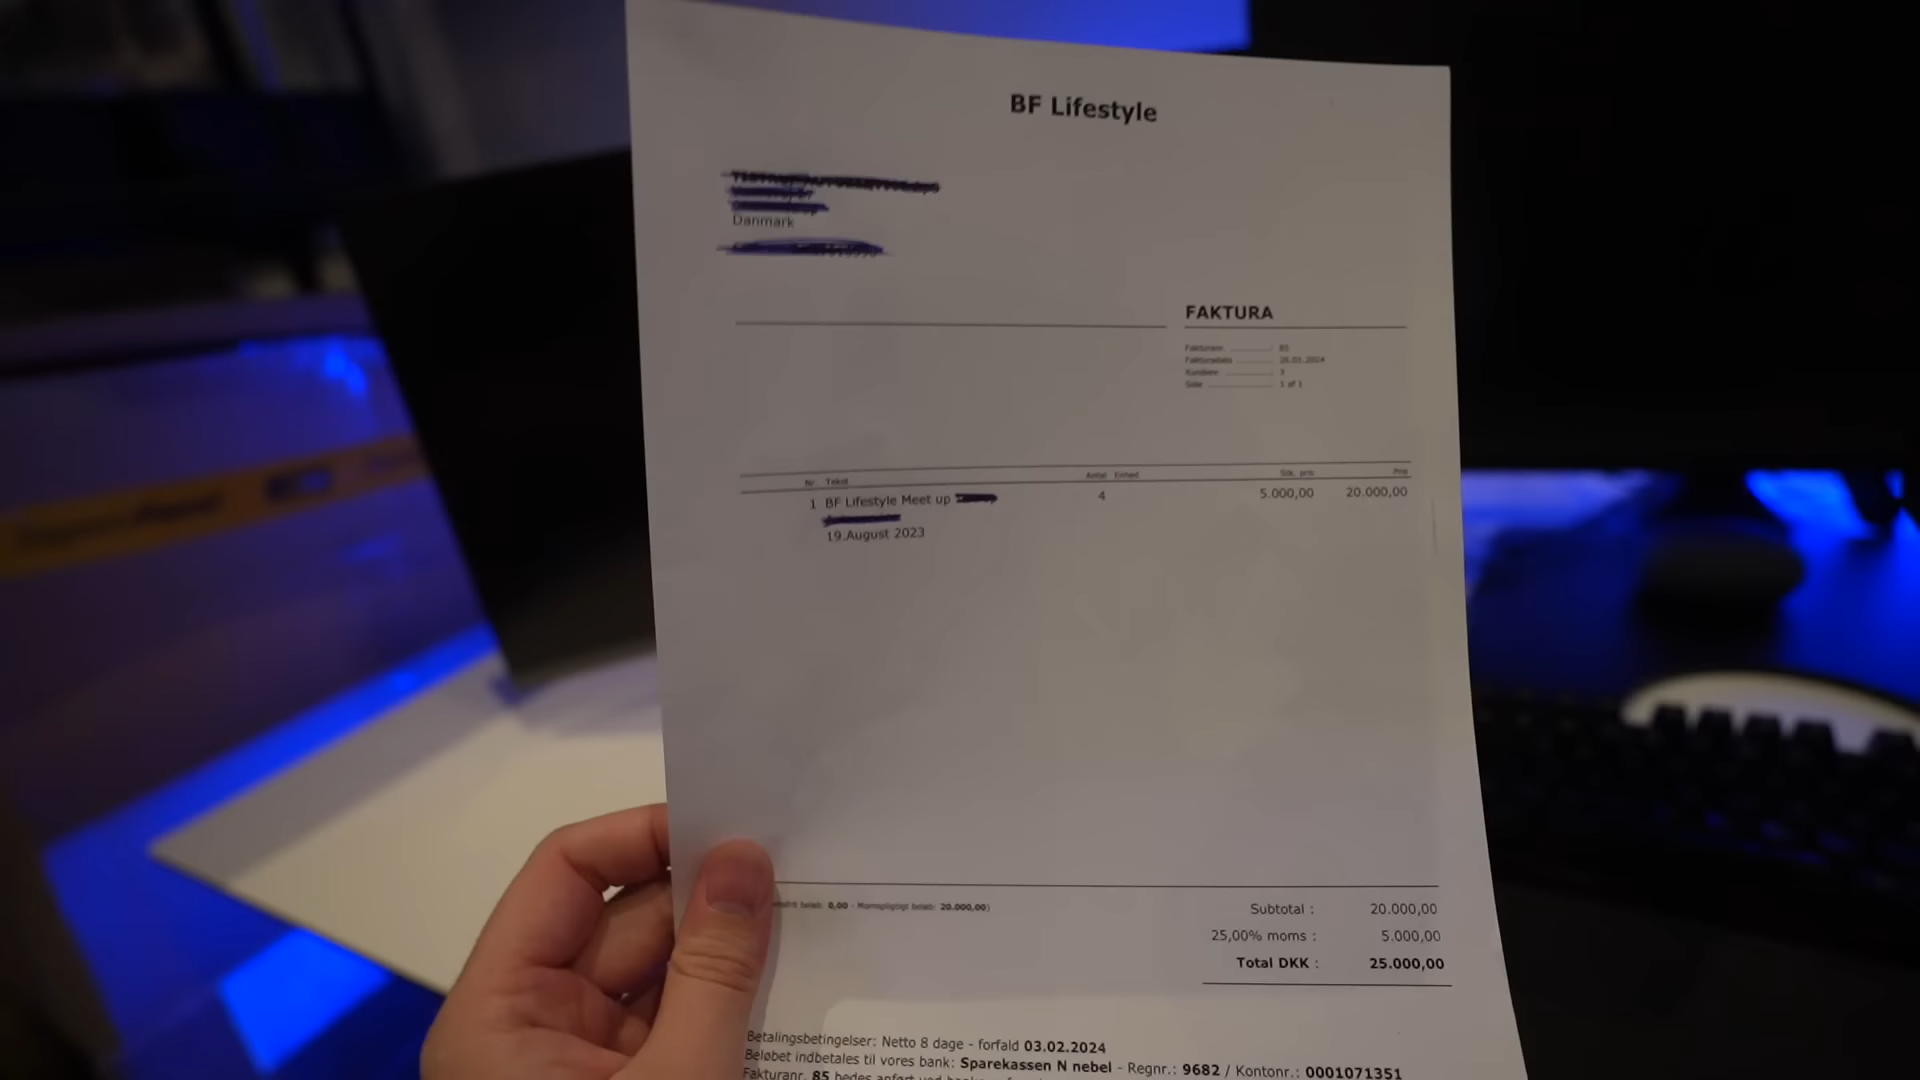 BF Lifestyle
Danmark
FAKTURA
Fakturanr. 85
Fakturadato 26.01.2024
Kundenr. 3
Side 1 of 1
Nr. Tekst Antal Enhed Stk. pris Pris
1 BF Lifestyle Meet up 4 5.000,00 20.000,00
19.August 2023
beløb: 0,00 - Momspligtigt beløb: 20.000,00)
Subtotal : 20.000,00
25,00% moms : 5.000,00
Total DKK : 25.000,00
Betalingsbetingelser: Netto 8 dage - forfald 03.02.2024
Beløbet indbetales til vores bank: Sparekassen N nebel - Regnr.: 9682 / Kontonr.: 0001071351
Fakturanr. 85 bedes anført ved